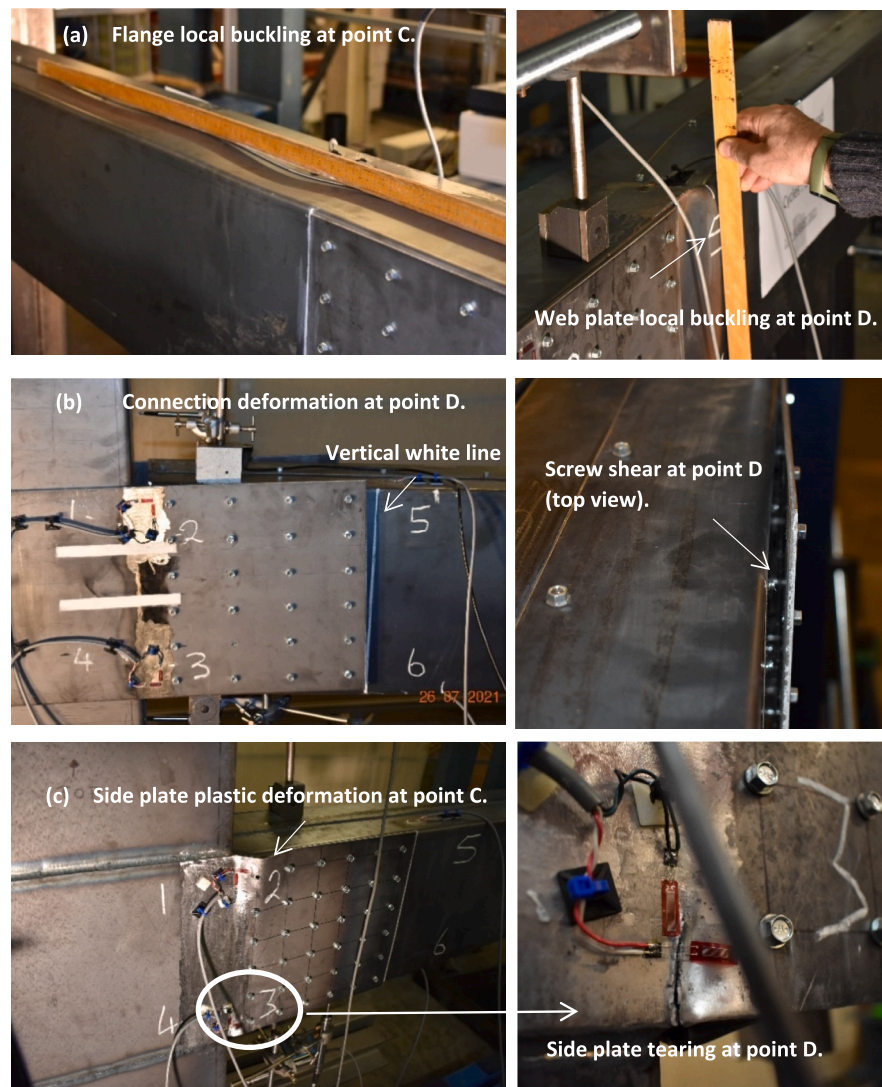 (a) Flange local buckling at point C.
Web plate local buckling at point D.
(b) Connection deformation at point D.
Vertical white line
1
2
5
4
3
6
26 07 2021
Screw shear at point D
(top view).
(c) Side plate plastic deformation at point C.
1
2
5
6
3
4
Side plate tearing at point D.